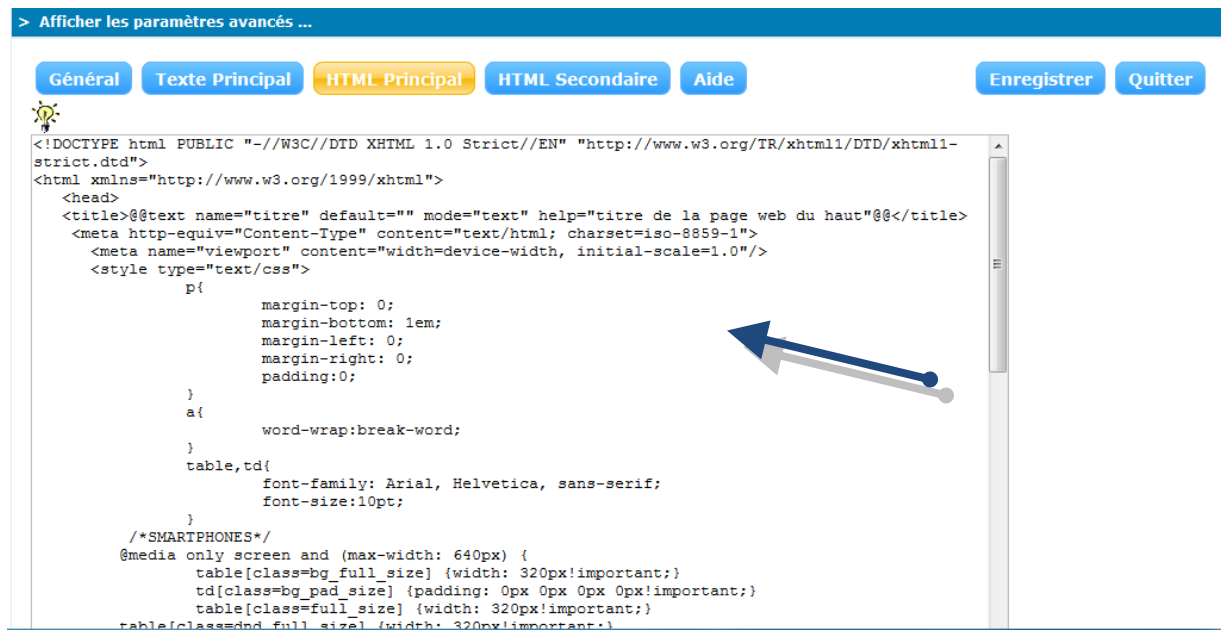 > Afficher les paramètres avancés ...
Général Texte Principal HTML Principal HTML Secondaire Aide Enregistrer Quitter
<!DOCTYPE html PUBLIC "-//W3C//DTD XHTML 1.0 Strict//EN" "http://www.w3.org/TR/xhtml1/DTD/xhtml1-
strict.dtd">
<html xmlns="http://www.w3.org/1999/xhtml">
<head>
<title>@@text name="titre" default="" mode="text" help="titre de la page web du haut"@@</title>
<meta http-equiv="Content-Type" content="text/html; charset=iso-8859-1">
<meta name="viewport" content="width=device-width, initial-scale=1.0"/>
<style type="text/css">
p{
margin-top: 0;
margin-bottom: 1em;
margin-left: 0;
margin-right: 0;
padding:0;
}
a{
word-wrap:break-word;
}
table,td{
font-family: Arial, Helvetica, sans-serif;
font-size:10pt;
}
/*SMARTPHONES*/
@media only screen and (max-width: 640px) {
table[class=bg_full_size] {width: 320px!important;}
td[class=bg_pad_size] {padding: 0px 0px 0px 0px!important;}
table[class=full_size] {width: 320px!important;}
table[class=dnd_full_size] {width: 320px!important;}